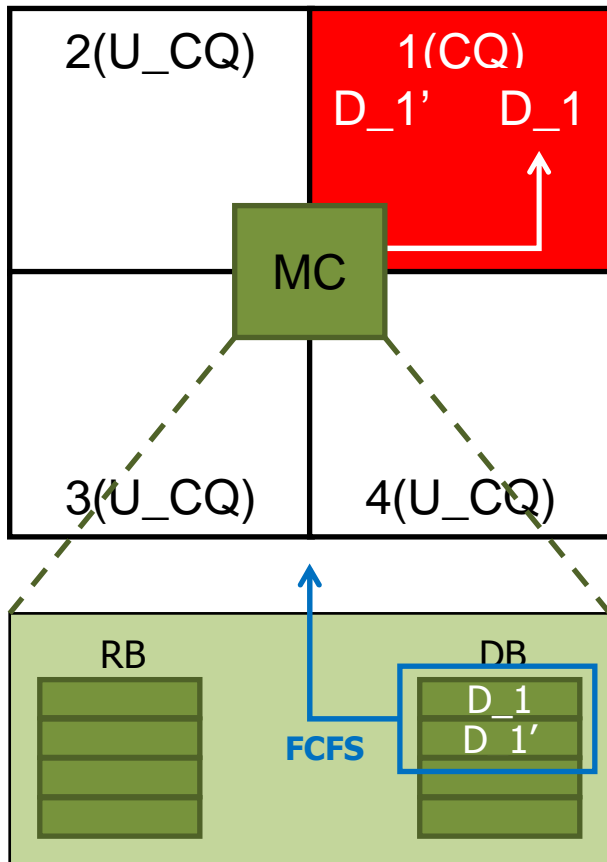 2(U_CQ)
1(CQ)
D_1’ D_1
MC
3(U_CQ)
4(U_CQ)
RB
DB
D_1
D_1’
FCFS